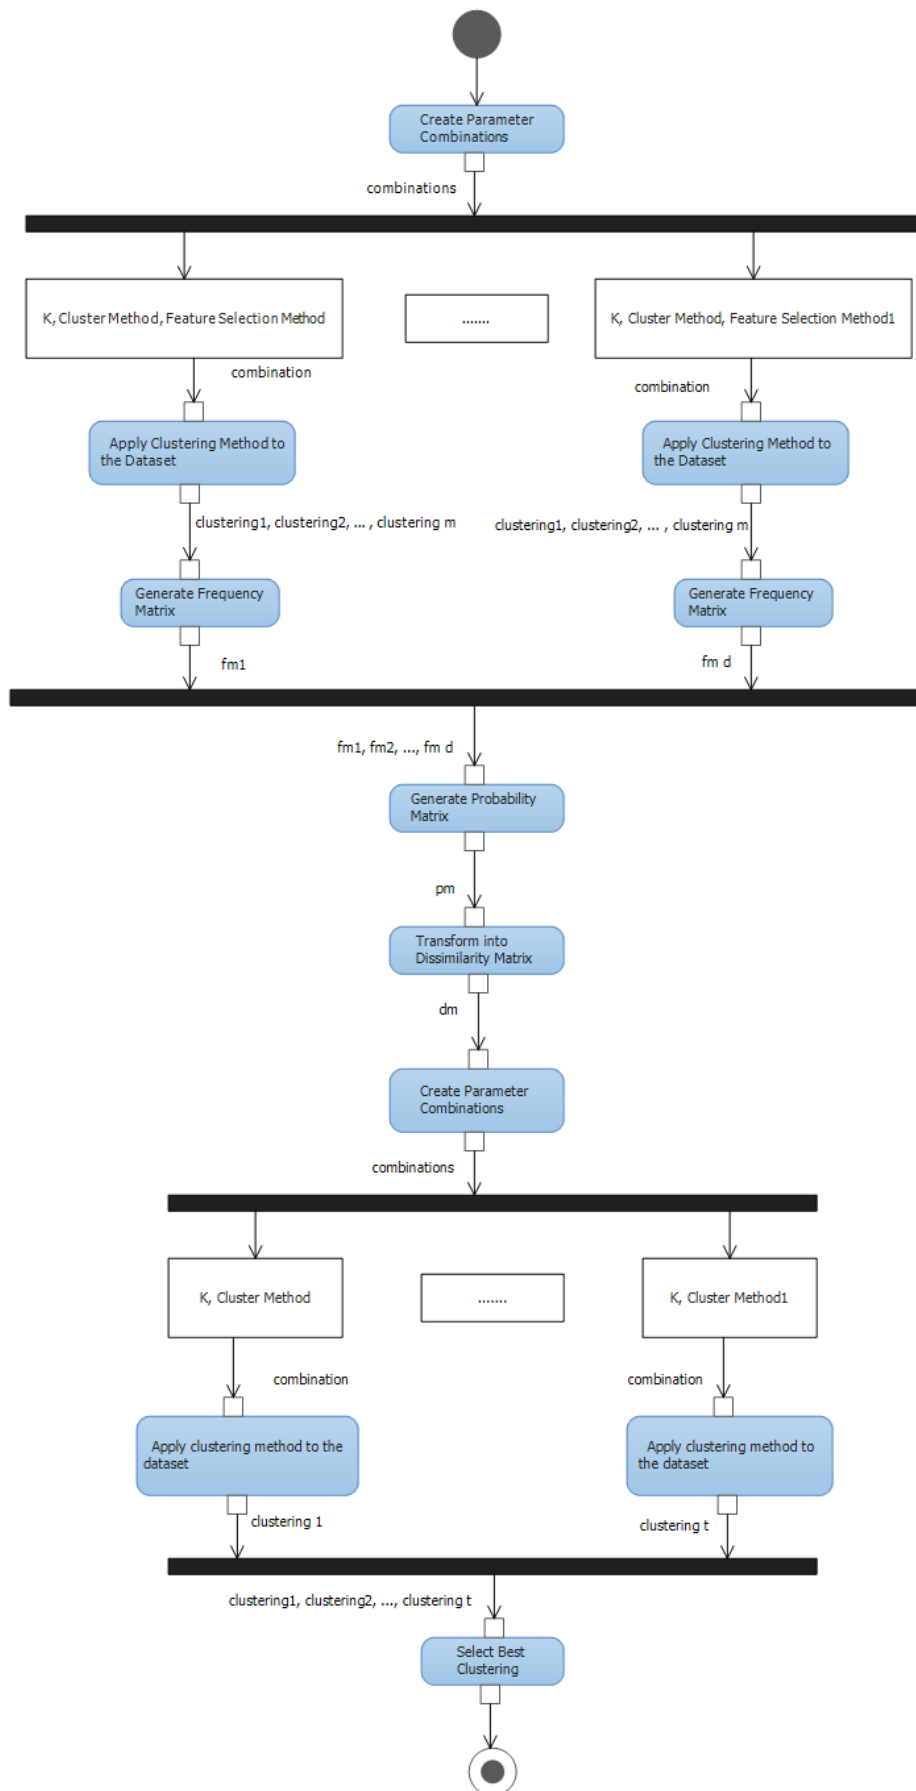 Create Parameter
Combinations
combinations
K, Cluster Method, Feature Selection Method
.......
K, Cluster Method, Feature Selection Method1
combination
combination
Apply Clustering Method to
the Dataset
Apply Clustering Method to
the Dataset
clustering1, clustering2, ... , clustering m
clustering1, clustering2, ... , clustering m
Generate Frequency
Matrix
Generate Frequency
Matrix
fm1
fm d
fm1, fm2, ..., fm d
Generate Probability
Matrix
pm
Transform into
Dissimilarity Matrix
dm
Create Parameter
Combinations
combinations
K, Cluster Method
.......
K, Cluster Method1
combination
combination
Apply clustering method to the
dataset
Apply clustering method to
the dataset
clustering 1
clustering t
clustering1, clustering2, ..., clustering t
Select Best
Clustering